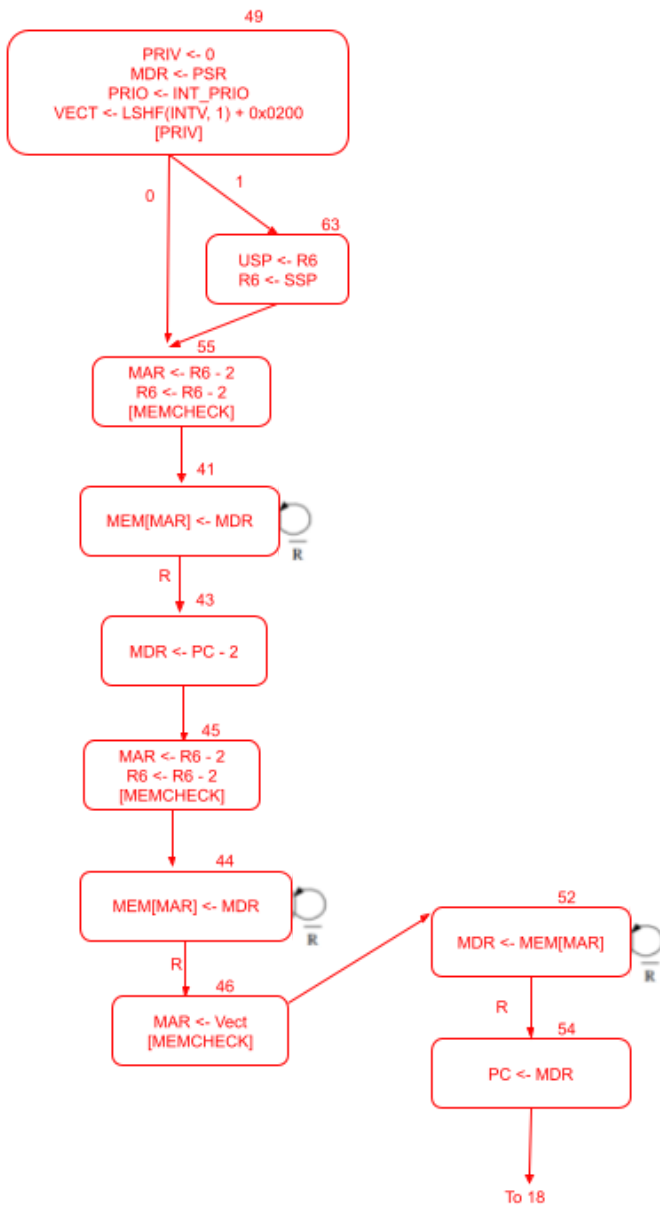 49
PRIV <- 0
MDR <- PSR
PRIO <- INT_PRIO
VECT <- LSHF(INTV, 1) + 0x0200
[PRIV]
0
1
63
USP <- R6
R6 <- SSP
55
MAR <- R6 - 2
R6 <- R6 - 2
[MEMCHECK]
41
MEM[MAR] <- MDR
R
R
43
MDR <- PC - 2
45
MAR <- R6 - 2
R6 <- R6 - 2
[MEMCHECK]
44
MEM[MAR] <- MDR
R
R
46
MAR <- Vect
[MEMCHECK]
52
MDR <- MEM[MAR]
R
R
54
PC <- MDR
To 18